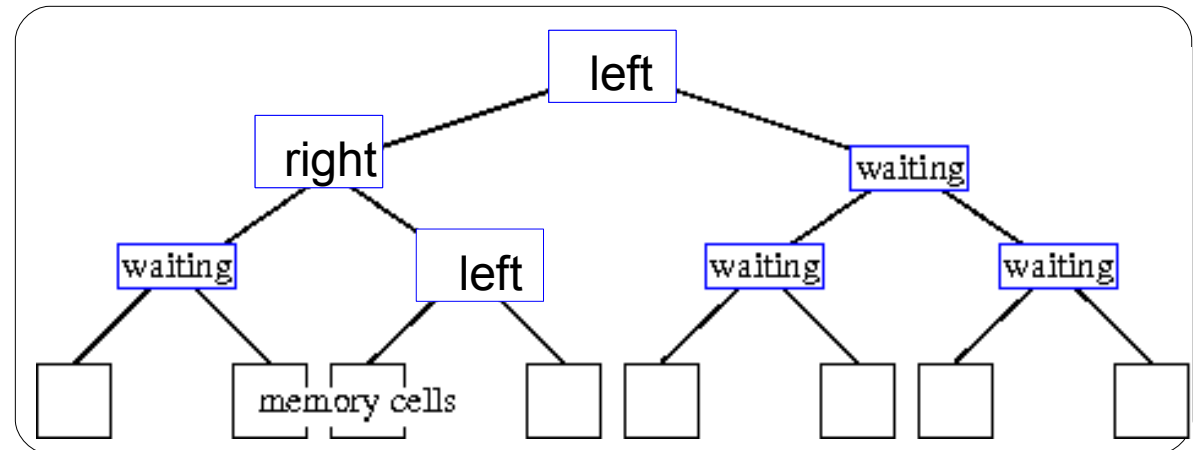 left
right
waiting
waiting
left
waiting
waiting
memory cells